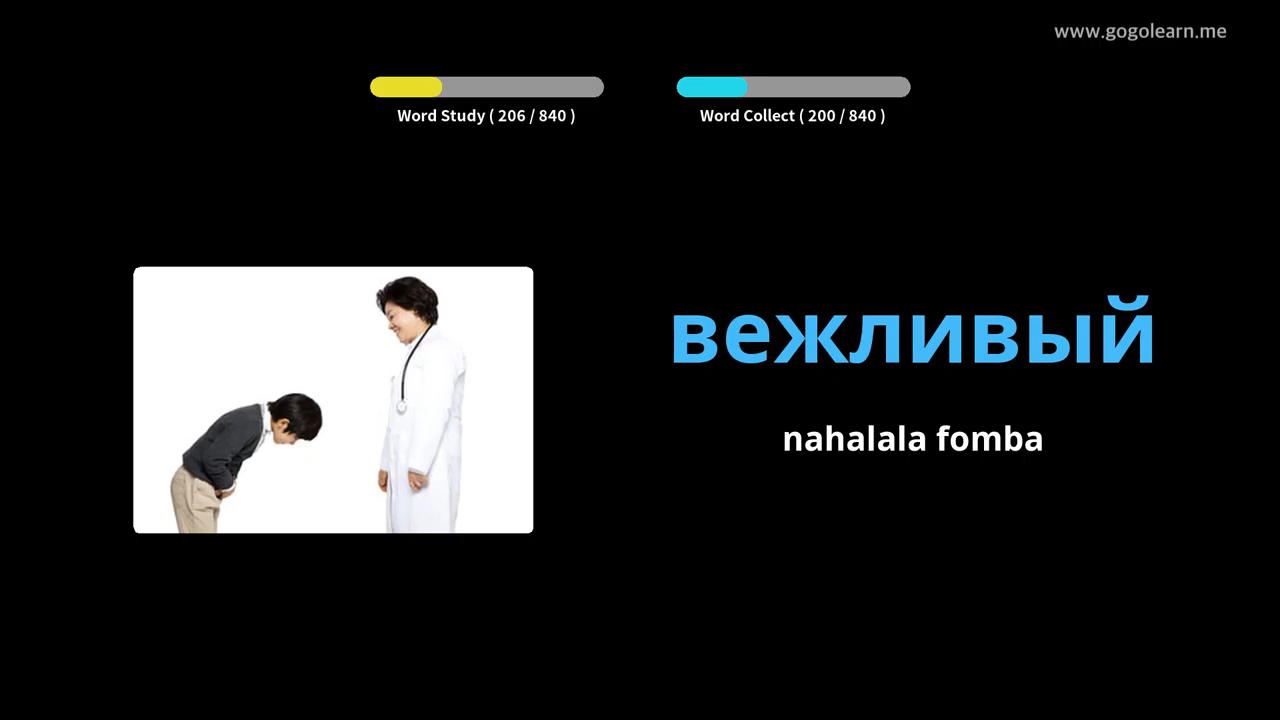 www.gogolearn.me
Word Study ( 206 / 840 )
Word Collect ( 200 / 840 )
вежливый
nahalala fomba